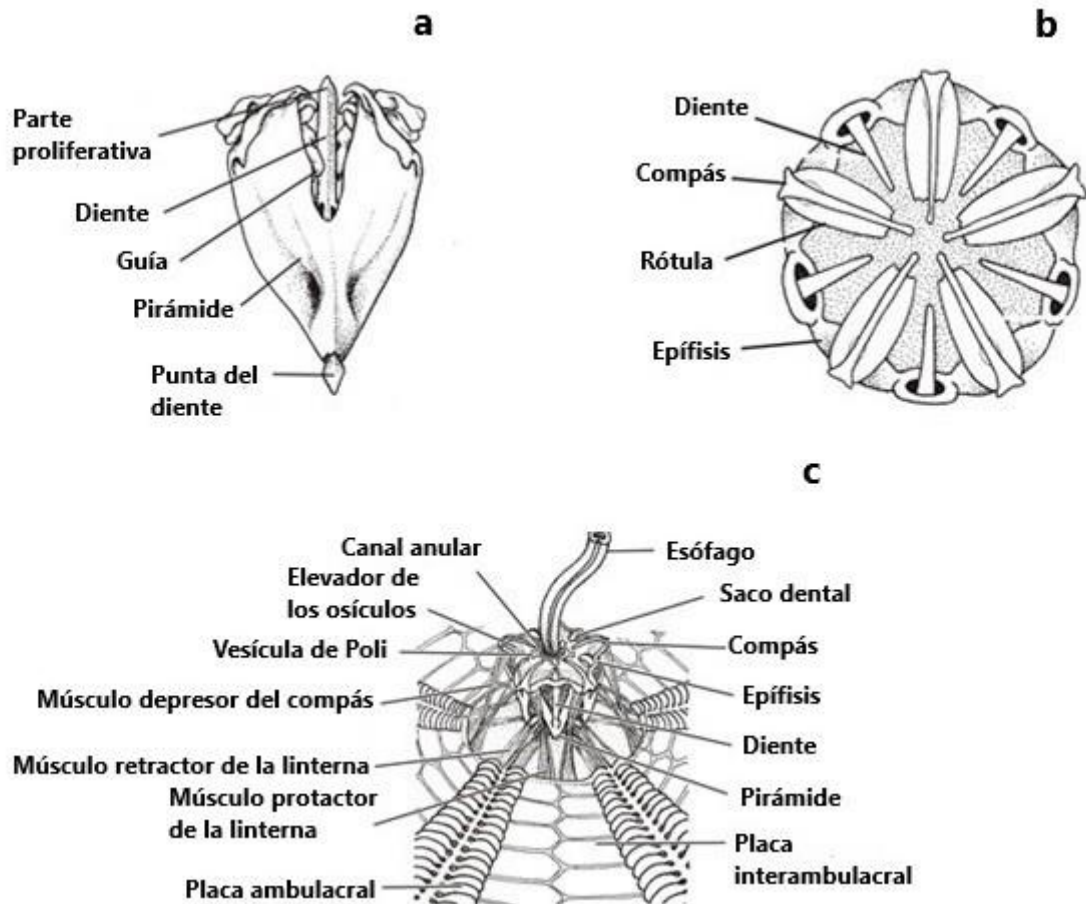 a
Parte
proliferativa
Diente
Guía
Pirámide
Punta del
diente
b
Diente
Compás
Rótula
Epífisis
c
Canal anular
Elevador de
los osículos
Vesícula de Poli
Músculo depresor del compás
Músculo retractor de la linterna
Músculo protactor
de la linterna
Placa ambulacral
Esófago
Saco dental
Compás
Epífisis
Diente
Pirámide
Placa
interambulacral